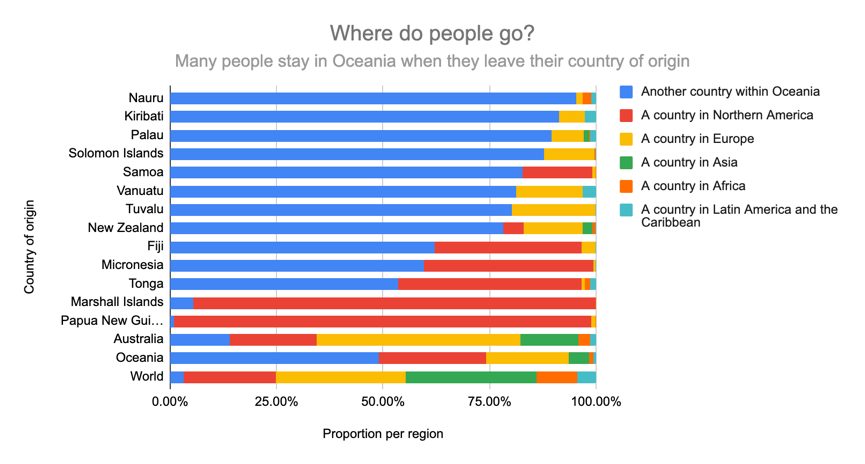 Where do people go?
Many people stay in Oceania when they leave their country of origin
Nauru
Kiribati
Palau
Solomon Islands
Samoa
Vanuatu
Tuvalu
New Zealand
Fiji
Micronesia
Tonga
Marshall Islands
Papua New Gui…
Australia
Oceania
World
Country of origin
0.00%
25.00%
50.00%
75.00%
100.00%
Proportion per region
Another country within Oceania
A country in Northern America
A country in Europe
A country in Asia
A country in Africa
A country in Latin America and the
Caribbean